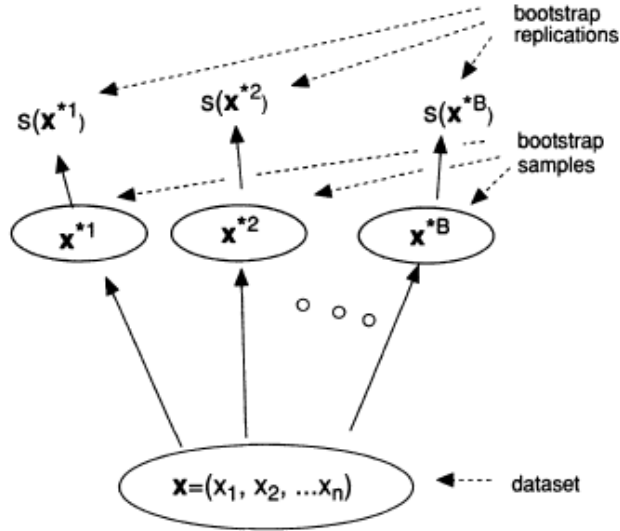 bootstrap
replications
s(x*1)
s(x*2)
s(x*B)
bootstrap
samples
x*1
x*2
x*B
x=(x1, x2, ...xn)
dataset